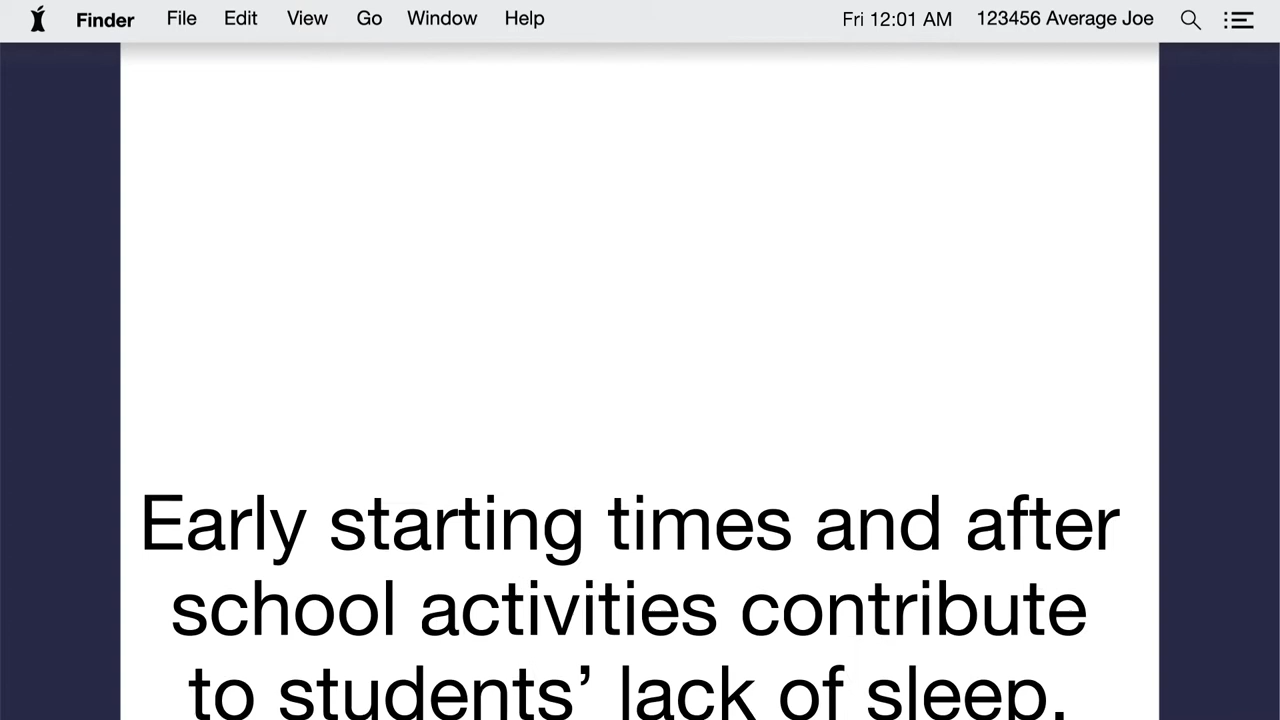 Finder File Edit View Go Window Help Fri 12:01 AM 123456 Average Joe
Early starting times and after
school activities contribute
to students’ lack of sleep.